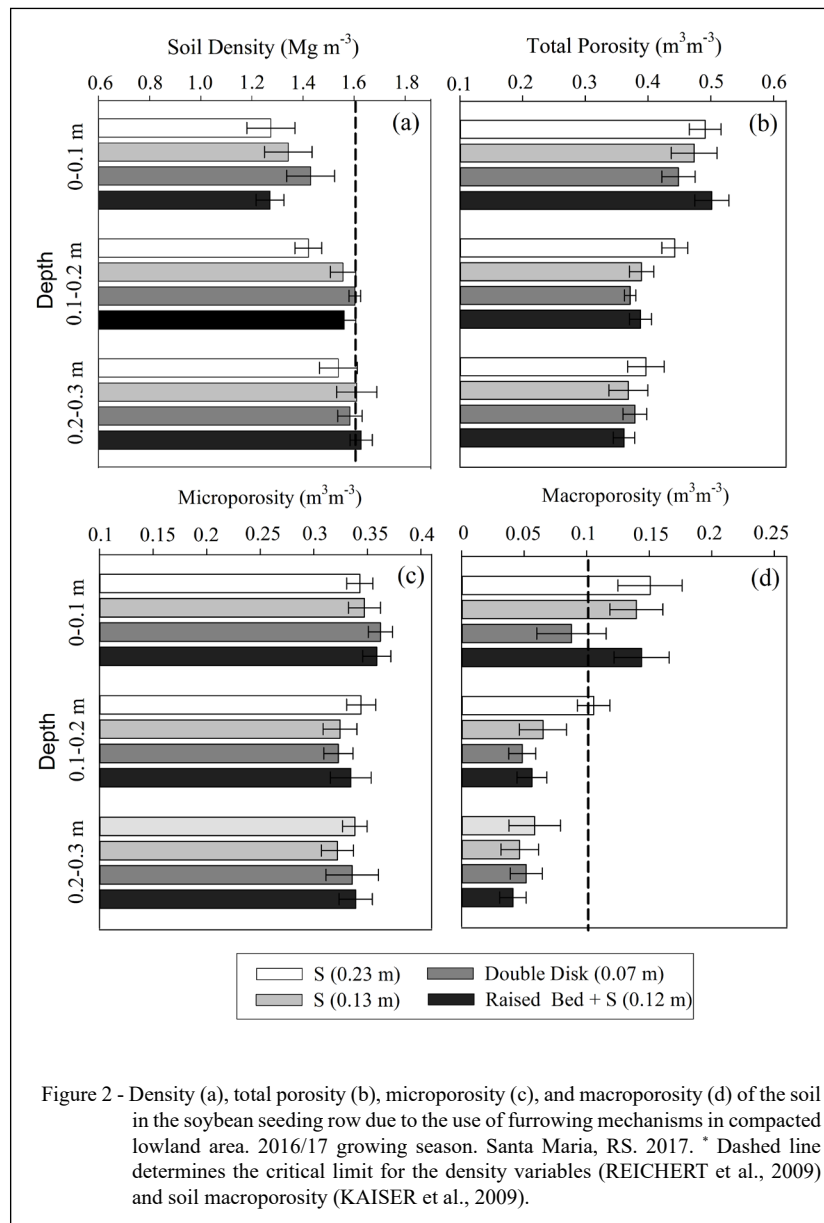 Soil Density (Mg m⁻³)
0.6 1.0 1.2 1.4 1.6 1.8
(a)
0-0.1 m
0.1-0.2 m
0.2-0.3 m
Depth
Total Porosity (m³m⁻³)
0.1 0.2 0.3 0.4 0.5 0.6
(b)
Microporosity (m³m⁻³)
0.1 0.15 0.2 0.25 0.3 0.35 0.4
(c)
0-0.1 m
0.1-0.2 m
0.2-0.3 m
Depth
Macroporosity (m³m⁻³)
0 0.05 0.1 0.15 0.2 0.25
(d)
S (0.23 m)
Double Disk (0.07 m)
S (0.13 m)
Raised Bed + S (0.12 m)
Figure 2 - Density (a), total porosity (b), microporosity (c), and macroporosity (d) of the soil
in the soybean seeding row due to the use of furrowing mechanisms in compacted
lowland area. 2016/17 growing season. Santa Maria, RS. 2017. * Dashed line
determines the critical limit for the density variables (REICHERT et al., 2009)
and soil macroporosity (KAISER et al., 2009).